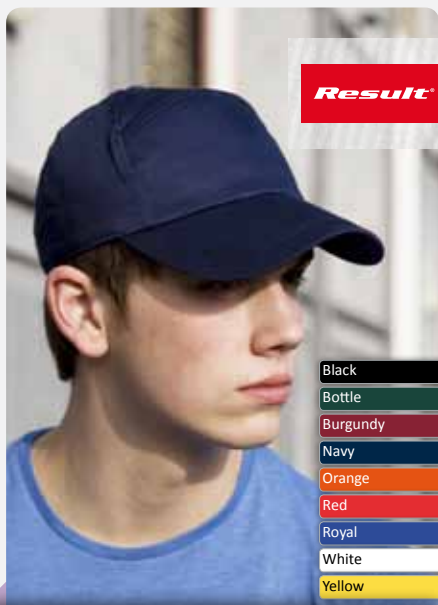 Result®
Black
Bottle
Burgundy
Navy
Orange
Red
Royal
White
Yellow